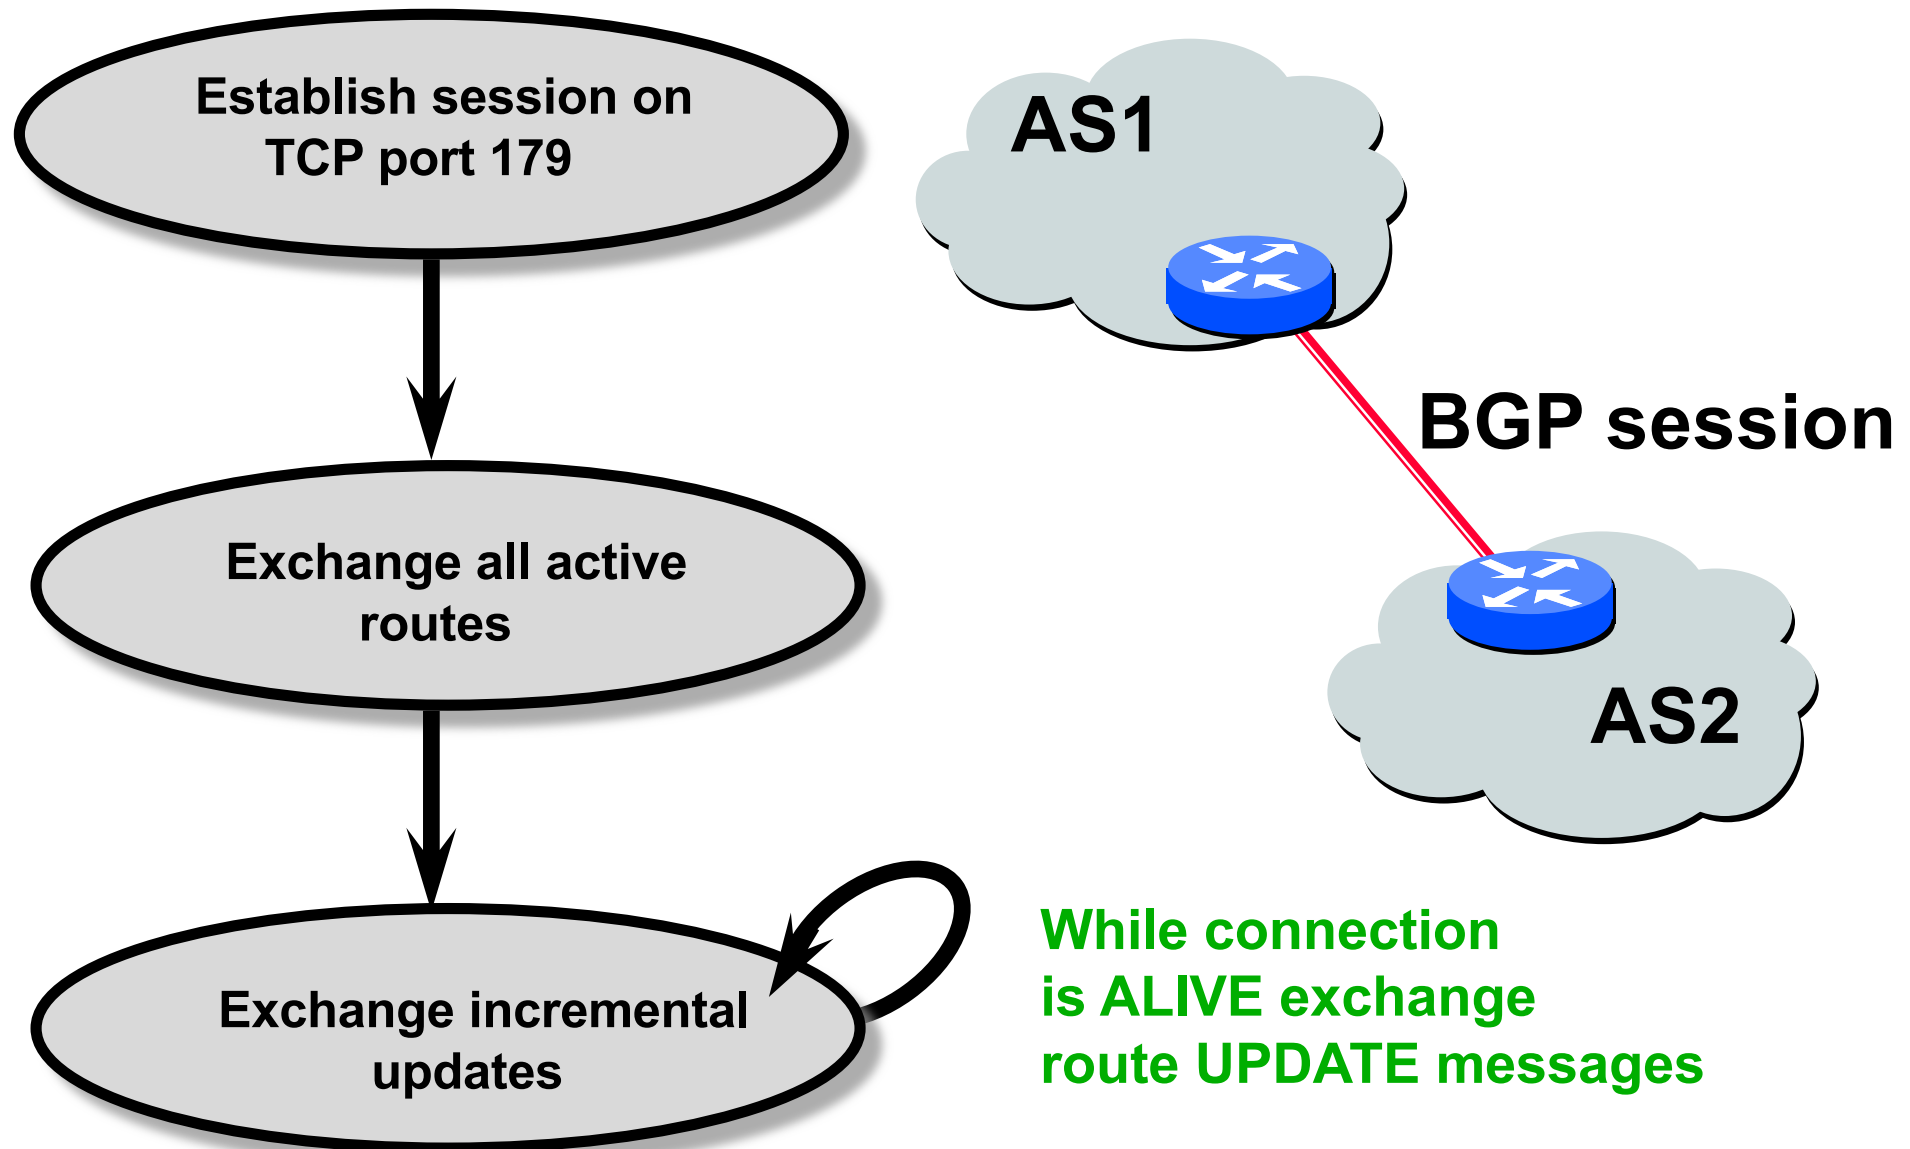 Establish session on
TCP port 179
AS1
BGP session
Exchange all active
routes
AS2
Exchange incremental
updates
While connection
is ALIVE exchange
route UPDATE messages